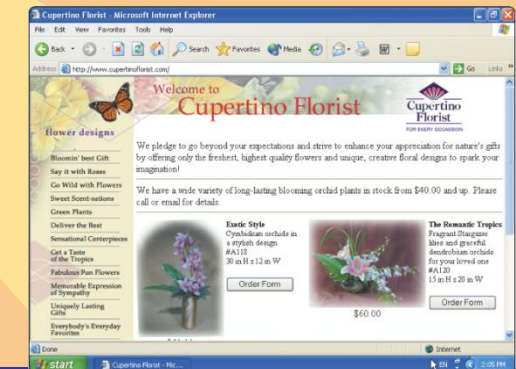 Cupertino Florist - Microsoft Internet Explorer
File Edit View Favorites Tools Help
Back Search Favorites Media
Address http://www.cupertinoflorist.com/ Go Links
Welcome to
Cupertino Florist
Cupertino
Florist
FOR EVERY OCCASION
flower designs
Bloomin' best Gift
Say it with Roses
Go Wild with Flowers
Sweet Scent-sations
Green Plants
Deliver the Best
Sensational Centerpieces
Get a Taste
of the Tropics
Fabulous Fun Flowers
Memorable Expression
of Sympathy
Uniquely Lasting
Gifts
Everybody's Everyday
Favorites
We pledge to go beyond your expectations and strive to enhance your appreciation for nature's gifts
by offering only the freshest, highest quality flowers and unique, creative floral designs to spark your
imagination!
We have a wide variety of long-lasting blooming orchid plants in stock from $40.00 and up. Please
call or email for details.
Exotic Style
Cymbidium orchids in
a stylish design
#A118
30 in H x 12 in W
Order Form
$60.00
The Romantic Tropics
Fragrant Stargazer
lilies and graceful
dendrobium orchids
for your loved one
#A120
15 in H x 20 in W
Order Form
Done Internet
start Cupertino Florist - Mic... EN 2:05 PM